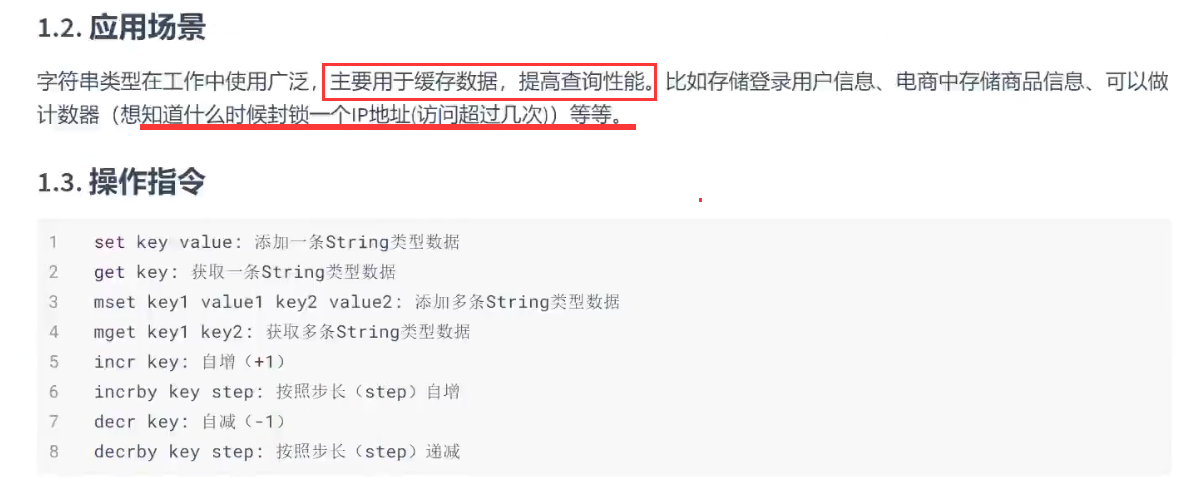 1.2. 应用场景
字符串类型在工作中使用广泛，主要用于缓存数据，提高查询性能。比如存储登录用户信息、电商中存储商品信息、可以做
计数器（想知道什么时候封锁一个IP地址(访问超过几次)）等等。
1.3. 操作指令
1 set key value: 添加一条String类型数据
2 get key: 获取一条String类型数据
3 mset key1 value1 key2 value2: 添加多条String类型数据
4 mget key1 key2: 获取多条String类型数据
5 incr key: 自增（+1）
6 incrby key step: 按照步长（step）自增
7 decr key: 自减（-1）
8 decrby key step: 按照步长（step）递减